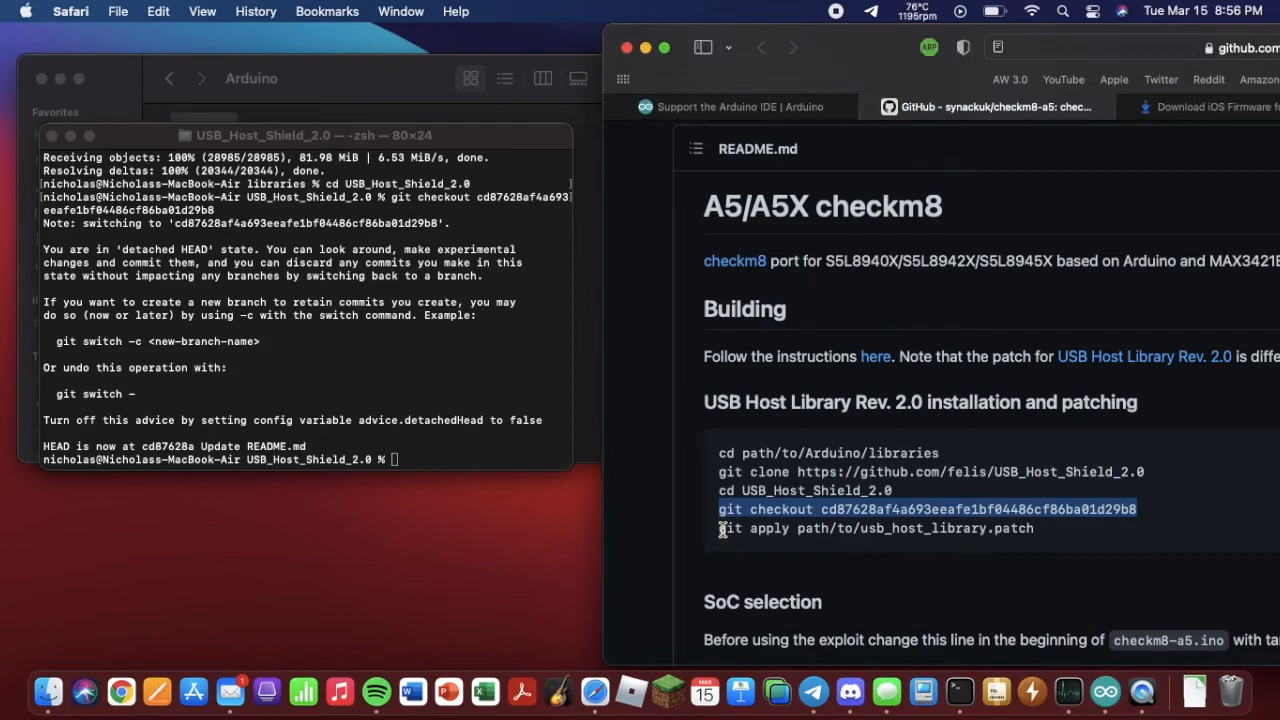 Safari File Edit View History Bookmarks Window Help
76°C
1195rpm
Tue Mar 15 8:56 PM
Arduino
Favorites
USB_Host_Shield_2.0 — -zsh — 80×24
Receiving objects: 100% (28985/28985), 81.98 MiB | 6.53 MiB/s, done.
Resolving deltas: 100% (20344/20344), done.
[nicholas@Nicholass-MacBook-Air libraries % cd USB_Host_Shield_2.0 ]
[nicholas@Nicholass-MacBook-Air USB_Host_Shield_2.0 % git checkout cd87628af4a693]
eeafe1bf04486cf86ba01d29b8
Note: switching to 'cd87628af4a693eeafe1bf04486cf86ba01d29b8'.
You are in 'detached HEAD' state. You can look around, make experimental
changes and commit them, and you can discard any commits you make in this
state without impacting any branches by switching back to a branch.
If you want to create a new branch to retain commits you create, you may
do so (now or later) by using -c with the switch command. Example:
git switch -c <new-branch-name>
Or undo this operation with:
git switch -
Turn off this advice by setting config variable advice.detachedHead to false
HEAD is now at cd87628a Update README.md
nicholas@Nicholass-MacBook-Air USB_Host_Shield_2.0 %
ABP
github.com
AW 3.0 YouTube Apple Twitter Reddit Amazon
Support the Arduino IDE | Arduino
GitHub - synackuk/checkm8-a5: chec...
Download iOS Firmware fo
README.md
A5/A5X checkm8
checkm8 port for S5L8940X/S5L8942X/S5L8945X based on Arduino and MAX3421E
Building
Follow the instructions here. Note that the patch for USB Host Library Rev. 2.0 is diffe
USB Host Library Rev. 2.0 installation and patching
cd path/to/Arduino/libraries
git clone https://github.com/felis/USB_Host_Shield_2.0
cd USB_Host_Shield_2.0
git checkout cd87628af4a693eeafe1bf04486cf86ba01d29b8
git apply path/to/usb_host_library.patch
SoC selection
Before using the exploit change this line in the beginning of checkm8-a5.ino with ta
1
MAR
15